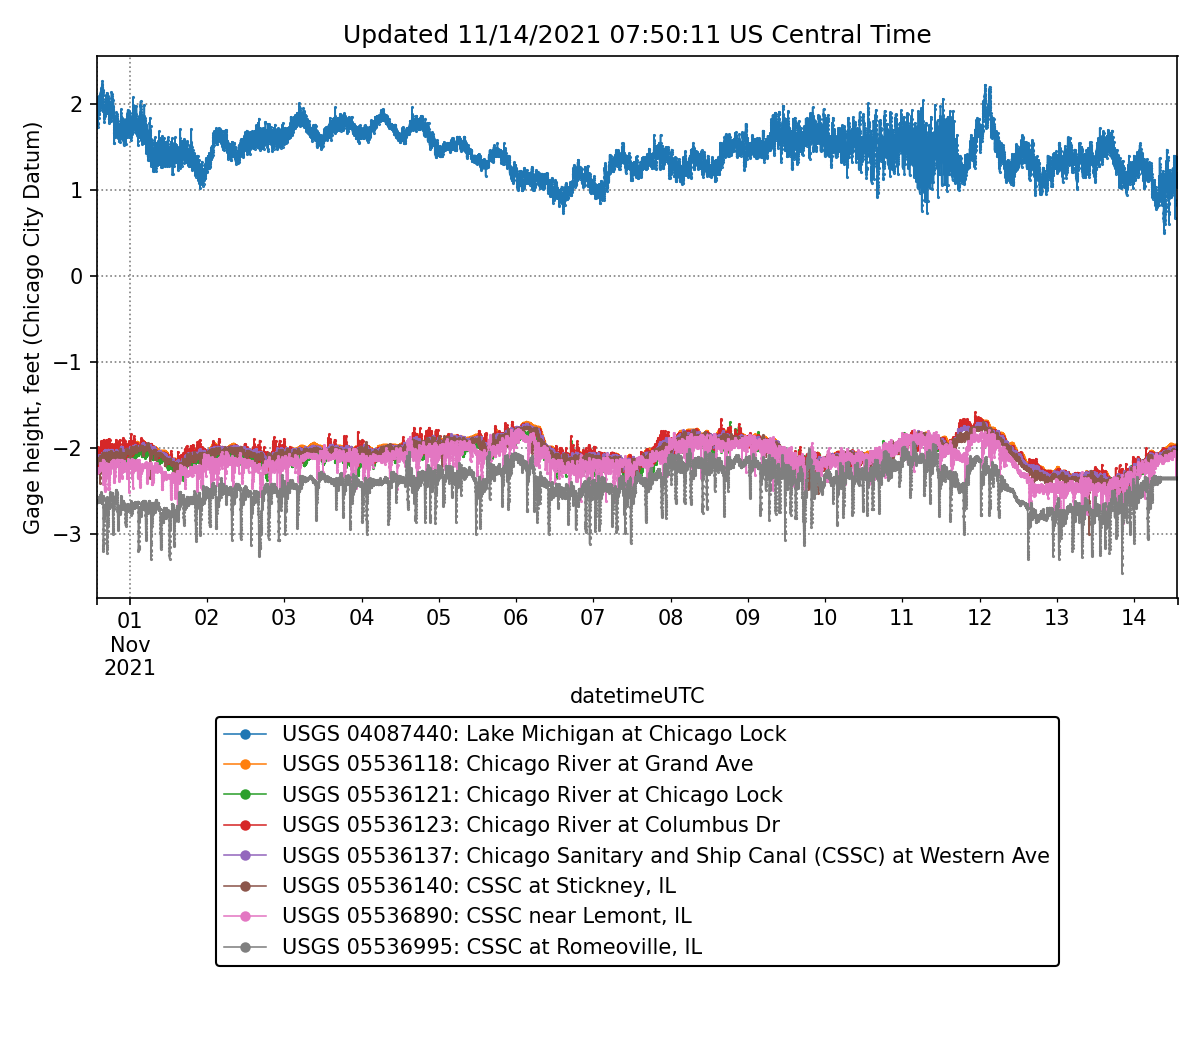 Updated 11/14/2021 07:50:11 US Central Time
Gage height, feet (Chicago City Datum)
2
1
0
−1
−2
−3
01 02 03 04 05 06 07 08 09 10 11 12 13 14
Nov
2021
datetimeUTC
USGS 04087440: Lake Michigan at Chicago Lock
USGS 05536118: Chicago River at Grand Ave
USGS 05536121: Chicago River at Chicago Lock
USGS 05536123: Chicago River at Columbus Dr
USGS 05536137: Chicago Sanitary and Ship Canal (CSSC) at Western Ave
USGS 05536140: CSSC at Stickney, IL
USGS 05536890: CSSC near Lemont, IL
USGS 05536995: CSSC at Romeoville, IL